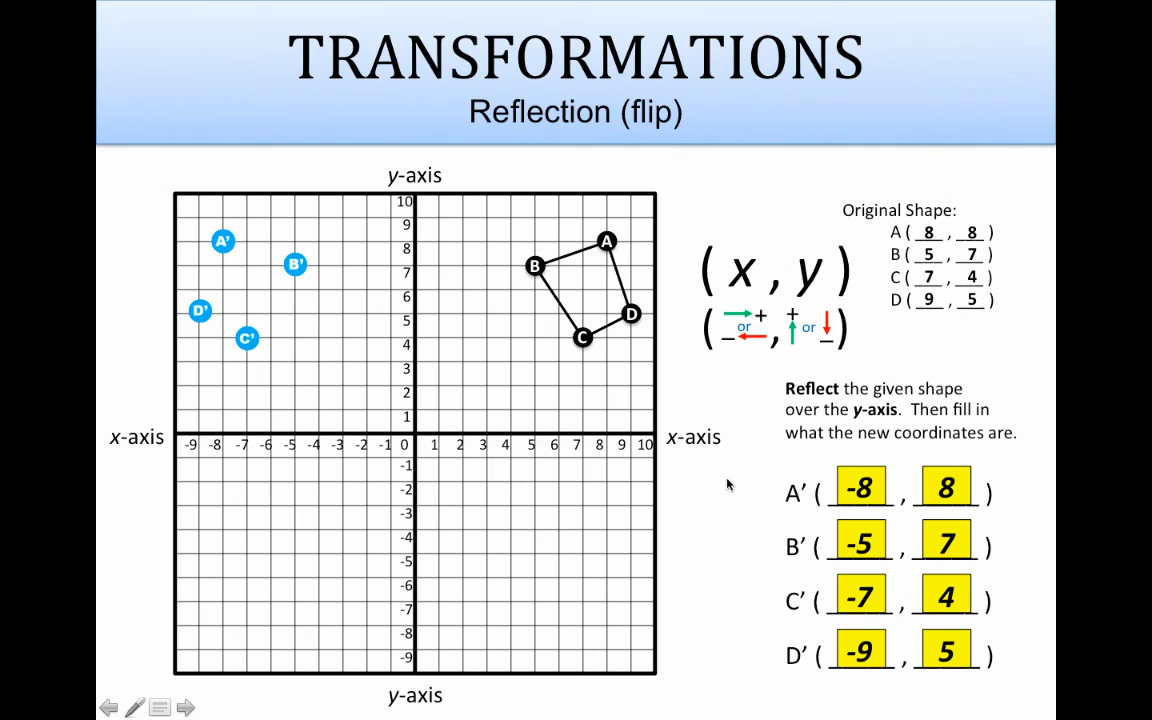 TRANSFORMATIONS
Reflection (flip)
y-axis
10
9
8
7
6
5
4
3
2
1
x-axis
-9 -8 -7 -6 -5 -4 -3 -2 -1 0 1 2 3 4 5 6 7 8 9 10
x-axis
-1
-2
-3
-4
-5
-6
-7
-8
-9
y-axis
A'
B'
D'
C'
A
B
D
C
( x , y )
( + or – , + or – )
Original Shape:
A ( 8 , 8 )
B ( 5 , 7 )
C ( 7 , 4 )
D ( 9 , 5 )
Reflect the given shape
over the y-axis. Then fill in
what the new coordinates are.
A’ ( -8 , 8 )
B’ ( -5 , 7 )
C’ ( -7 , 4 )
D’ ( -9 , 5 )